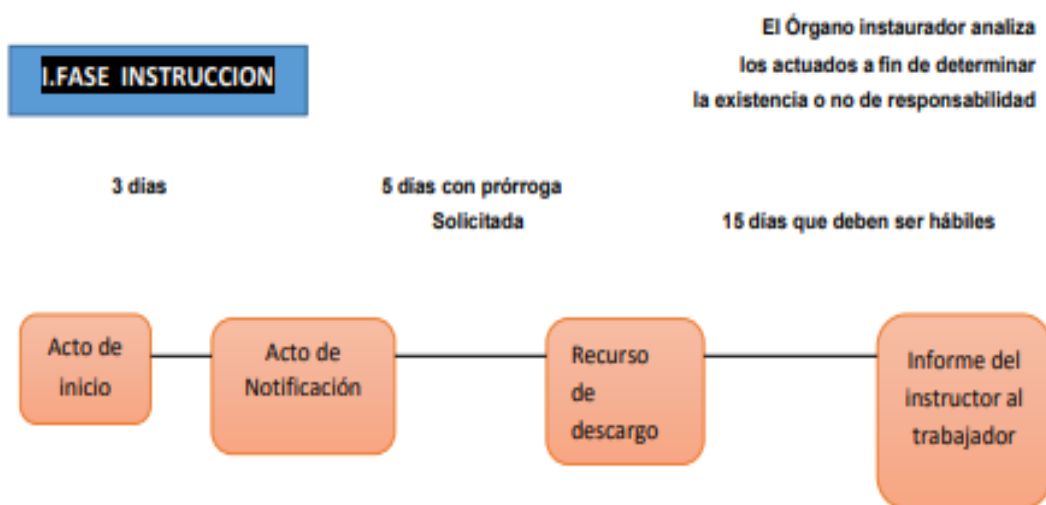 I.FASE INSTRUCCION
El Órgano instaurador analiza
los actuados a fin de determinar
la existencia o no de responsabilidad
3 días
5 días con prórroga
Solicitada
15 días que deben ser hábiles
Acto de
inicio
Acto de
Notificación
Recurso
de
descargo
Informe del
instructor al
trabajador